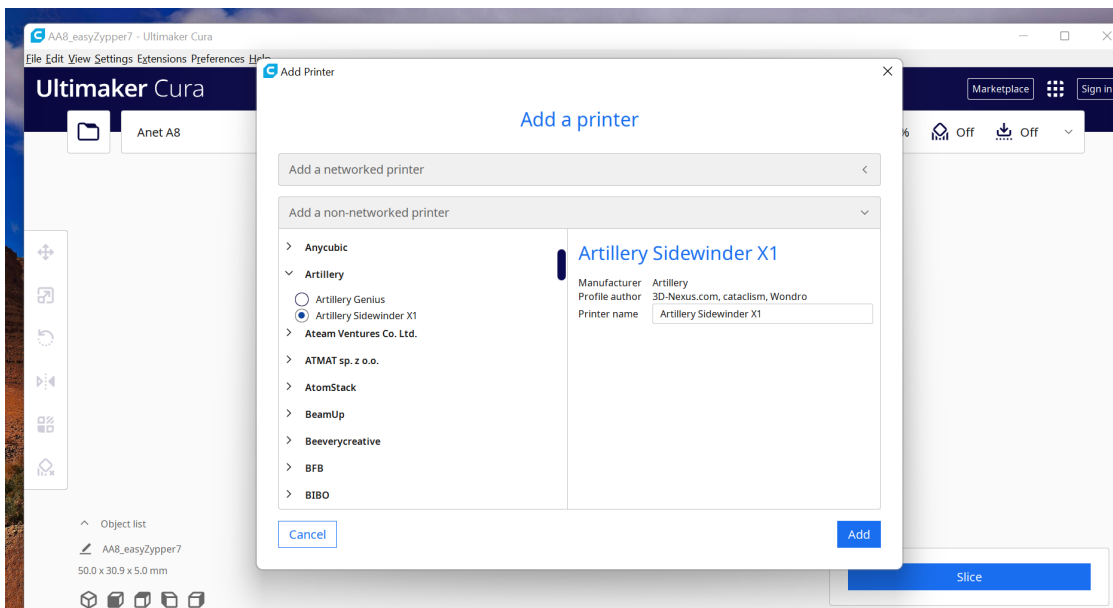 AA8_easyZypper7 - Ultimaker Cura
File Edit View Settings Extensions Preferences Help
Add Printer
Ultimaker Cura
Marketplace
Sign in
Anet A8
Add a printer
%
Off
Off
Add a networked printer
Add a non-networked printer
Anycubic
Artillery
Artillery Genius
Artillery Sidewinder X1
Ateam Ventures Co. Ltd.
ATMAT sp. z o.o.
AtomStack
BeamUp
Beeverycreative
BFB
BIBO
Artillery Sidewinder X1
Manufacturer Artillery
Profile author 3D-Nexus.com, cataclism, Wondro
Printer name Artillery Sidewinder X1
Object list
AA8_easyZypper7
50.0 x 30.9 x 5.0 mm
Cancel
Add
Slice